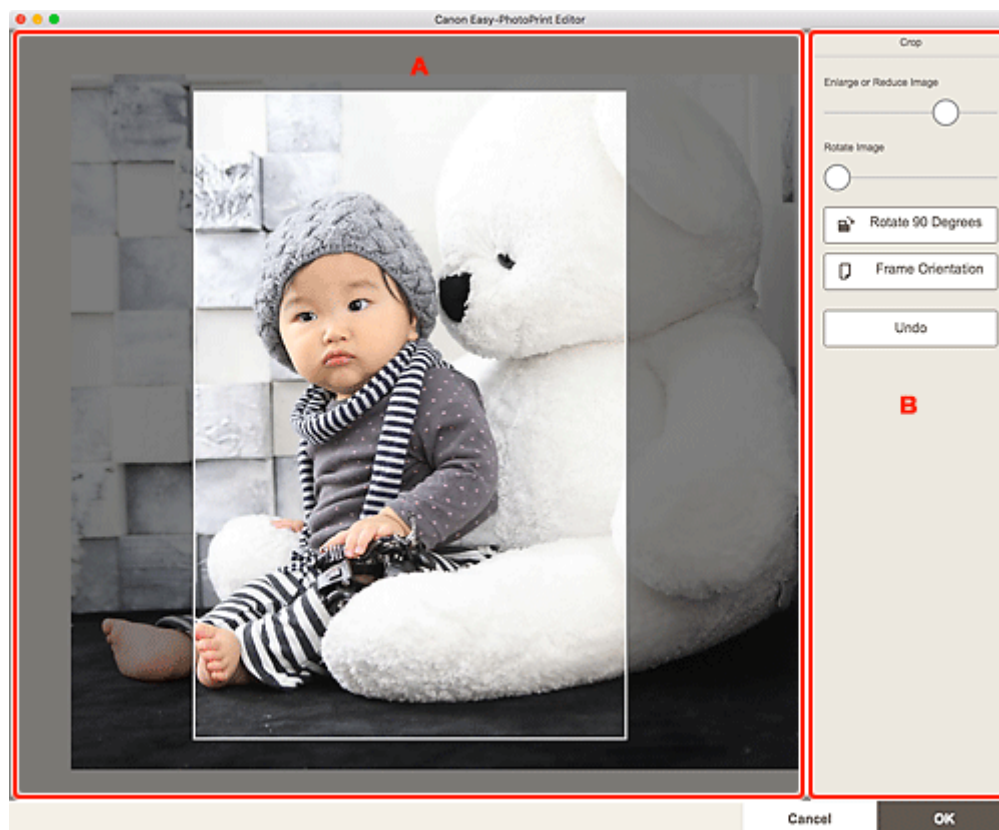 Canon Easy-PhotoPrint Editor
A
Crop
Enlarge or Reduce Image
Rotate Image
Rotate 90 Degrees
Frame Orientation
Undo
B
Cancel
OK